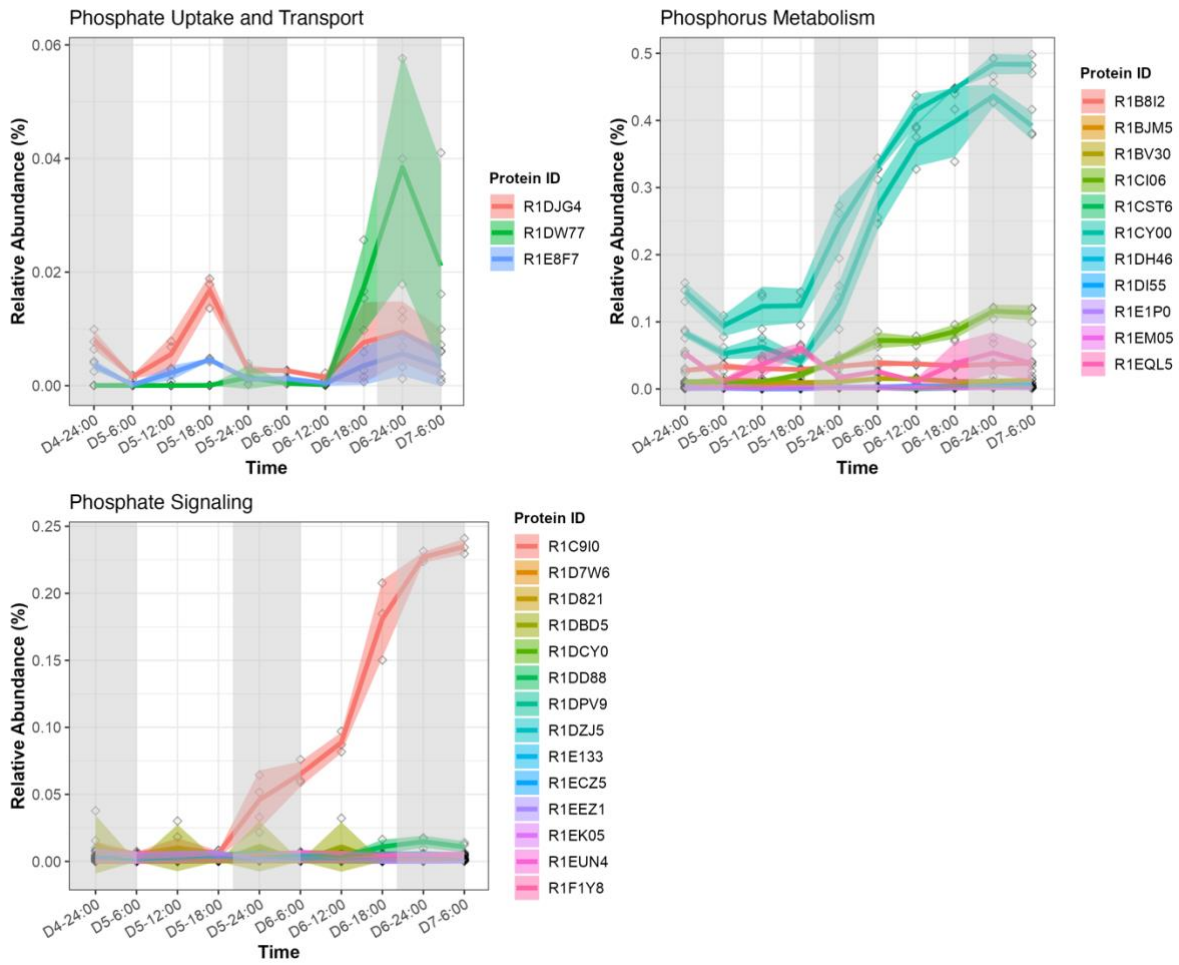 Phosphate Uptake and Transport
Relative Abundance (%)
0.06
0.04
0.02
0.00
D4-24:00
D5-6:00
D5-12:00
D5-18:00
D5-24:00
D6-6:00
D6-12:00
D6-18:00
D6-24:00
D7-6:00
Time
Protein ID
R1DJG4
R1DW77
R1E8F7
Phosphorus Metabolism
Relative Abundance (%)
0.5
0.4
0.3
0.2
0.1
0.0
D4-24:00
D5-6:00
D5-12:00
D5-18:00
D5-24:00
D6-6:00
D6-12:00
D6-18:00
D6-24:00
D7-6:00
Time
Protein ID
R1B8I2
R1BJM5
R1BV30
R1CI06
R1CST6
R1CY00
R1DH46
R1DI55
R1E1P0
R1EM05
R1EQL5
Phosphate Signaling
Relative Abundance (%)
0.25
0.20
0.15
0.10
0.05
0.00
D4-24:00
D5-6:00
D5-12:00
D5-18:00
D5-24:00
D6-6:00
D6-12:00
D6-18:00
D6-24:00
D7-6:00
Time
Protein ID
R1C9I0
R1D7W6
R1D821
R1DBD5
R1DCY0
R1DD88
R1DPV9
R1DZJ5
R1E133
R1ECZ5
R1EEZ1
R1EK05
R1EUN4
R1F1Y8